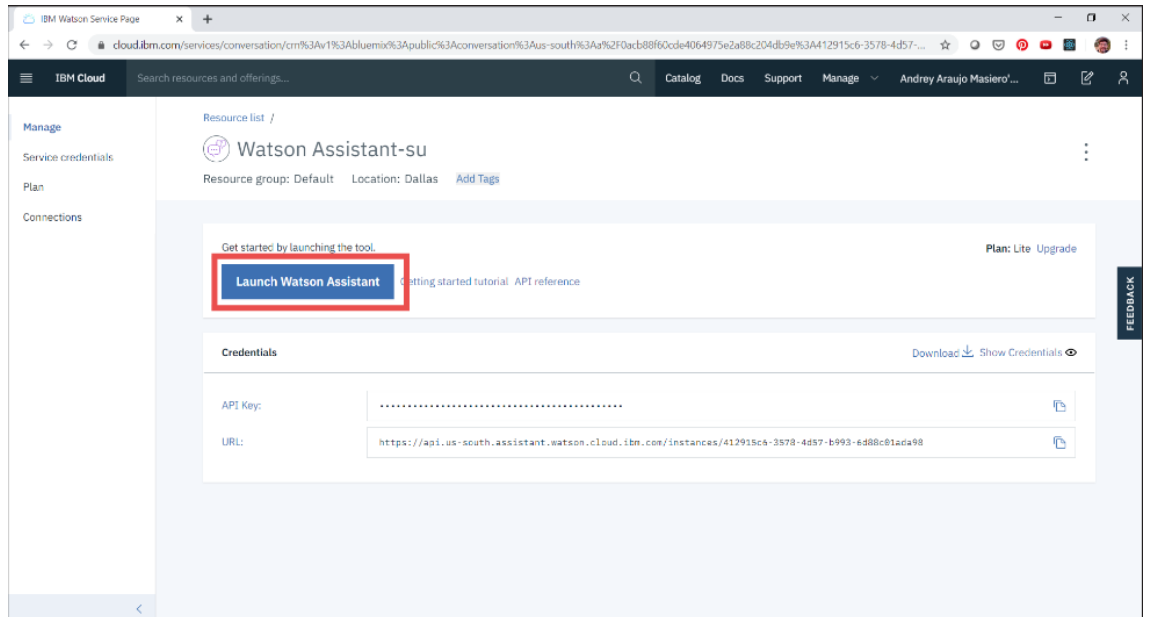 IBM Watson Service Page
cloud.ibm.com/services/conversation/crn%3Av1%3Abluemix%3Apublic%3Aconversation%3Aus-south%3Aa%2F0acb88f60cde4064975e2a88c204db9e%3A412915c6-3578-4d57-...
IBM Cloud Search resources and offerings... Catalog Docs Support Manage Andrey Araujo Masiero'...
Manage
Service credentials
Plan
Connections
Resource list /
Watson Assistant-su
Resource group: Default Location: Dallas Add Tags
Get started by launching the tool.
Plan: Lite Upgrade
Launch Watson Assistant Getting started tutorial API reference
FEEDBACK
Credentials Download Show Credentials
API Key: ••••••••••••••••••••••••••••••••••••••••••••
URL: https://api.us-south.assistant.watson.cloud.ibm.com/instances/412915c6-3578-4d57-b993-6d88c01ada98